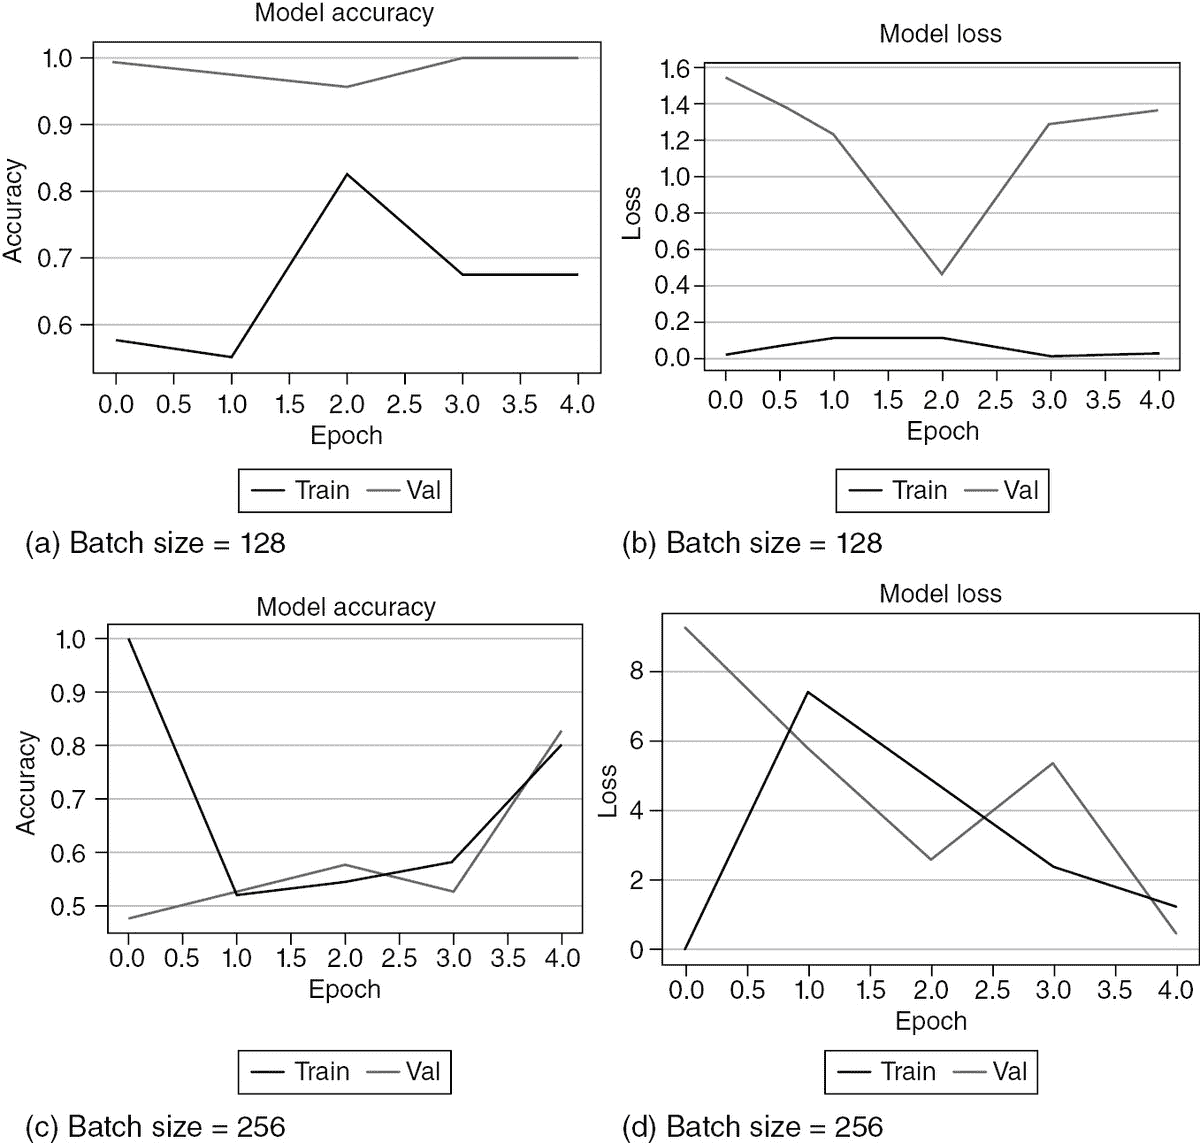 Model accuracy
1.0
0.9
0.8
0.7
0.6
Accuracy
0.0 0.5 1.0 1.5 2.0 2.5 3.0 3.5 4.0
Epoch
Train Val
(a) Batch size = 128
Model loss
1.6
1.4
1.2
1.0
0.8
0.6
0.4
0.2
0.0
Loss
0.0 0.5 1.0 1.5 2.0 2.5 3.0 3.5 4.0
Epoch
Train Val
(b) Batch size = 128
Model accuracy
1.0
0.9
0.8
0.7
0.6
0.5
Accuracy
0.0 0.5 1.0 1.5 2.0 2.5 3.0 3.5 4.0
Epoch
Train Val
(c) Batch size = 256
Model loss
8
6
4
2
0
Loss
0.0 0.5 1.0 1.5 2.0 2.5 3.0 3.5 4.0
Epoch
Train Val
(d) Batch size = 256